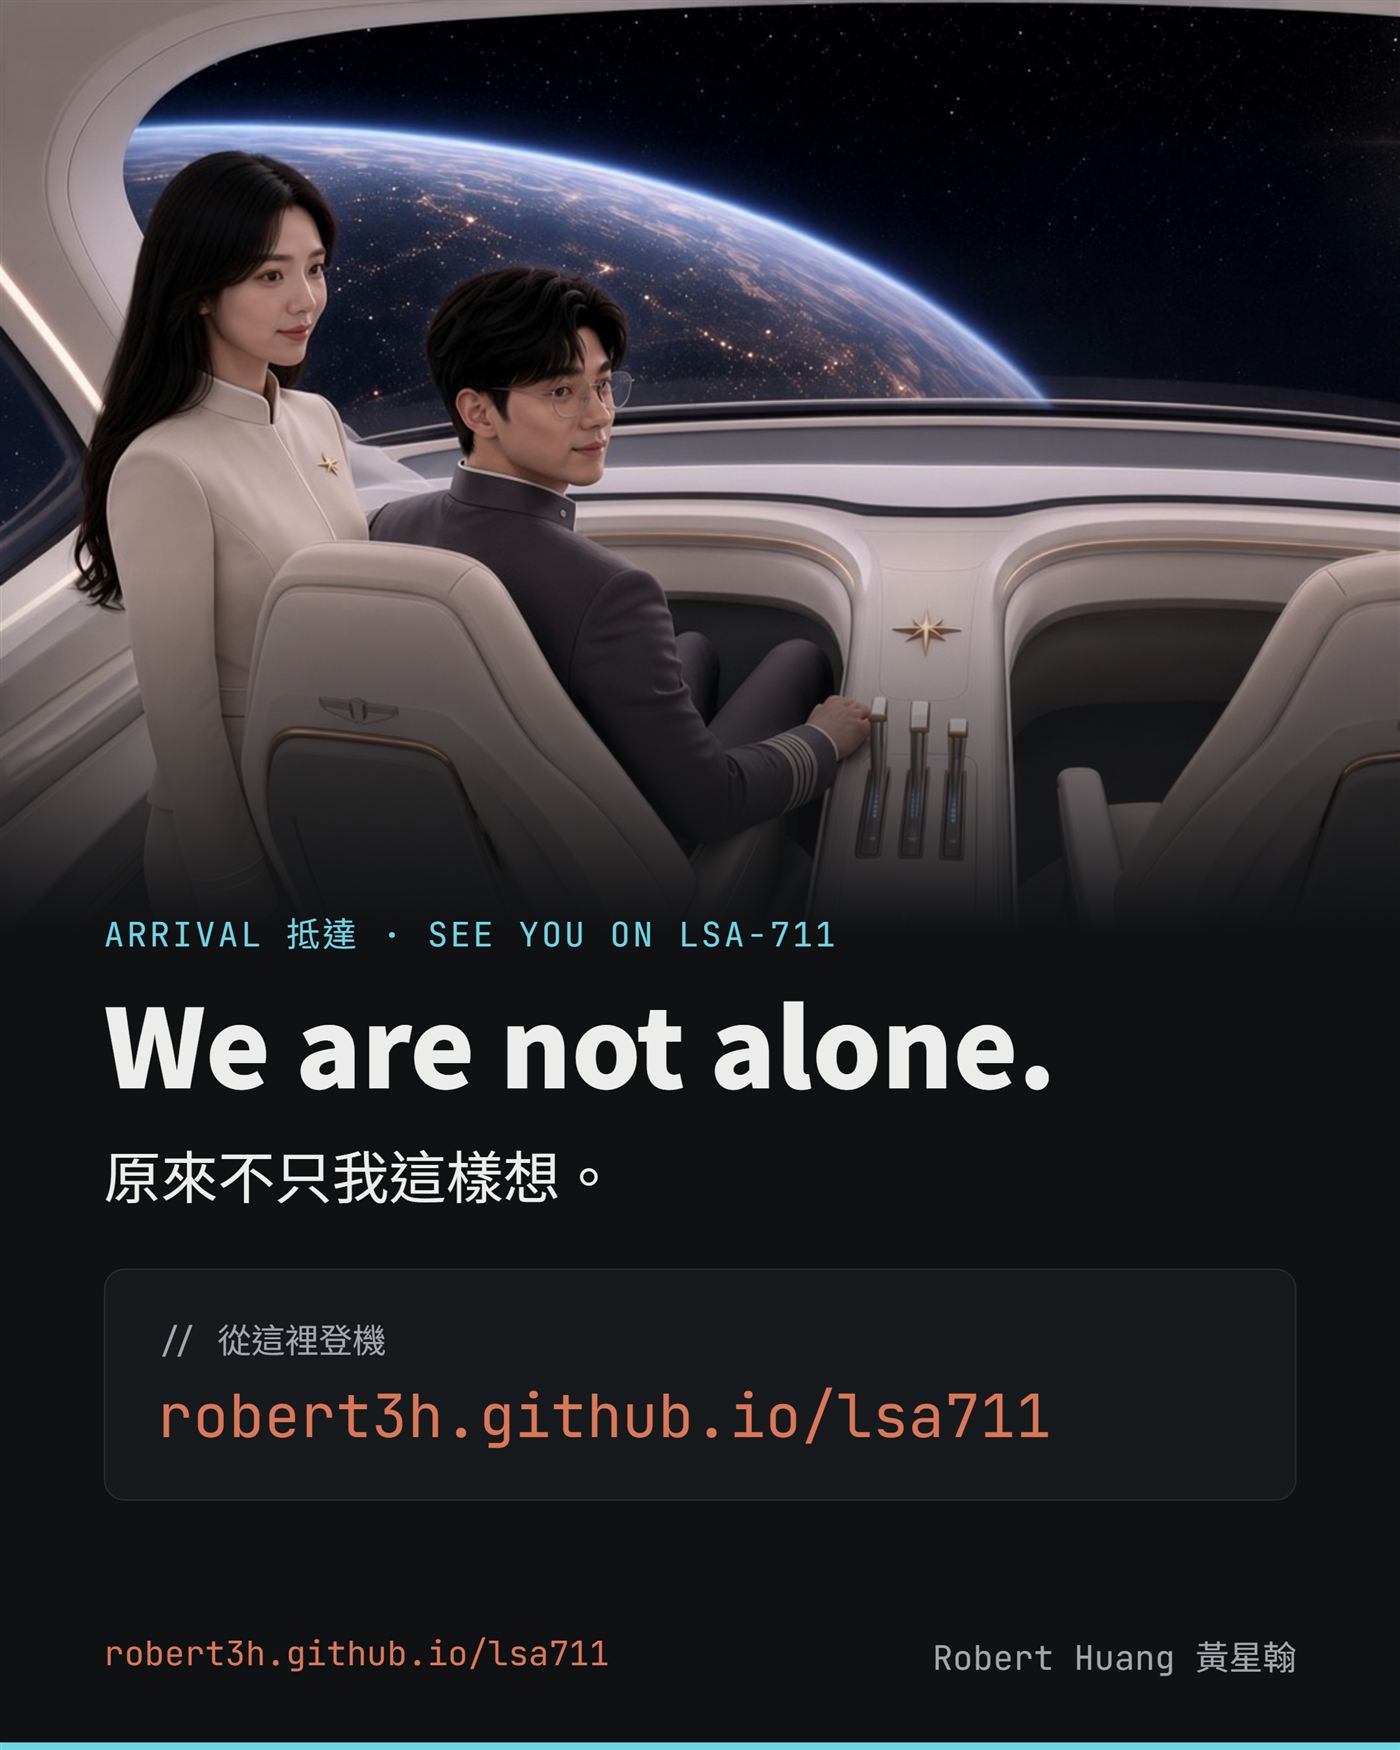 ARRIVAL 抵達 · SEE YOU ON LSA-711
We are not alone.
原來不只我這樣想。
// 從這裡登機
robert3h.github.io/lsa711
robert3h.github.io/lsa711
Robert Huang 黃星翰